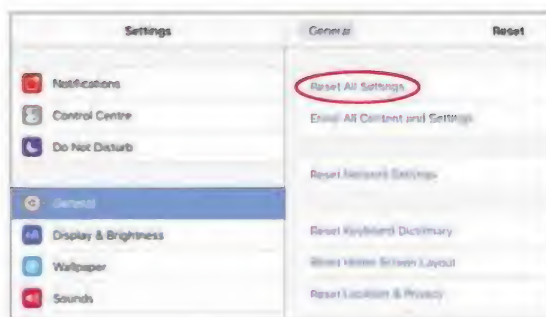 Settings
Notifications
Control Centre
Do Not Disturb
General
Display & Brightness
Wallpaper
Sounds
General
Reset
Reset All Settings
Erase All Content and Settings
Reset Network Settings
Reset Keyboard Dictionary
Reset Home Screen Layout
Reset Location & Privacy